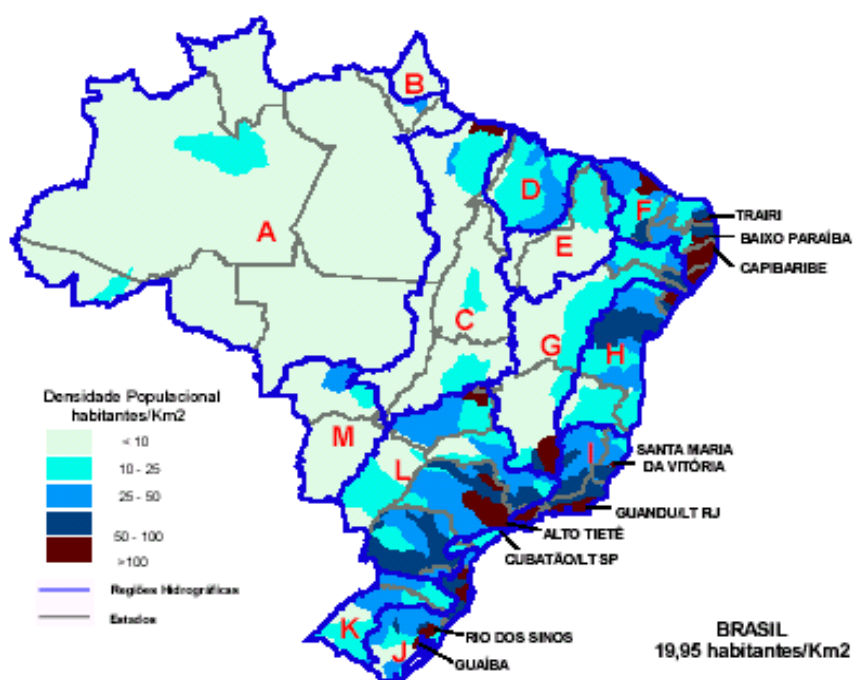 B
D
F
TRAIRI
BAIXO PARAÍBA
A
E
CAPIBARIBE
C
G
H
Densidade Populacional
habitantes/Km2
< 10
10 - 25
25 - 50
50 - 100
>100
Regiões Hidrográficas
Estados
M
L
I
SANTA MARIA
DA VITÓRIA
GUANDU/LT RJ
ALTO TIETÊ
CUBATÃO/LT SP
K
J
RIO DOS SINOS
GUAÍBA
BRASIL
19,95 habitantes/Km2